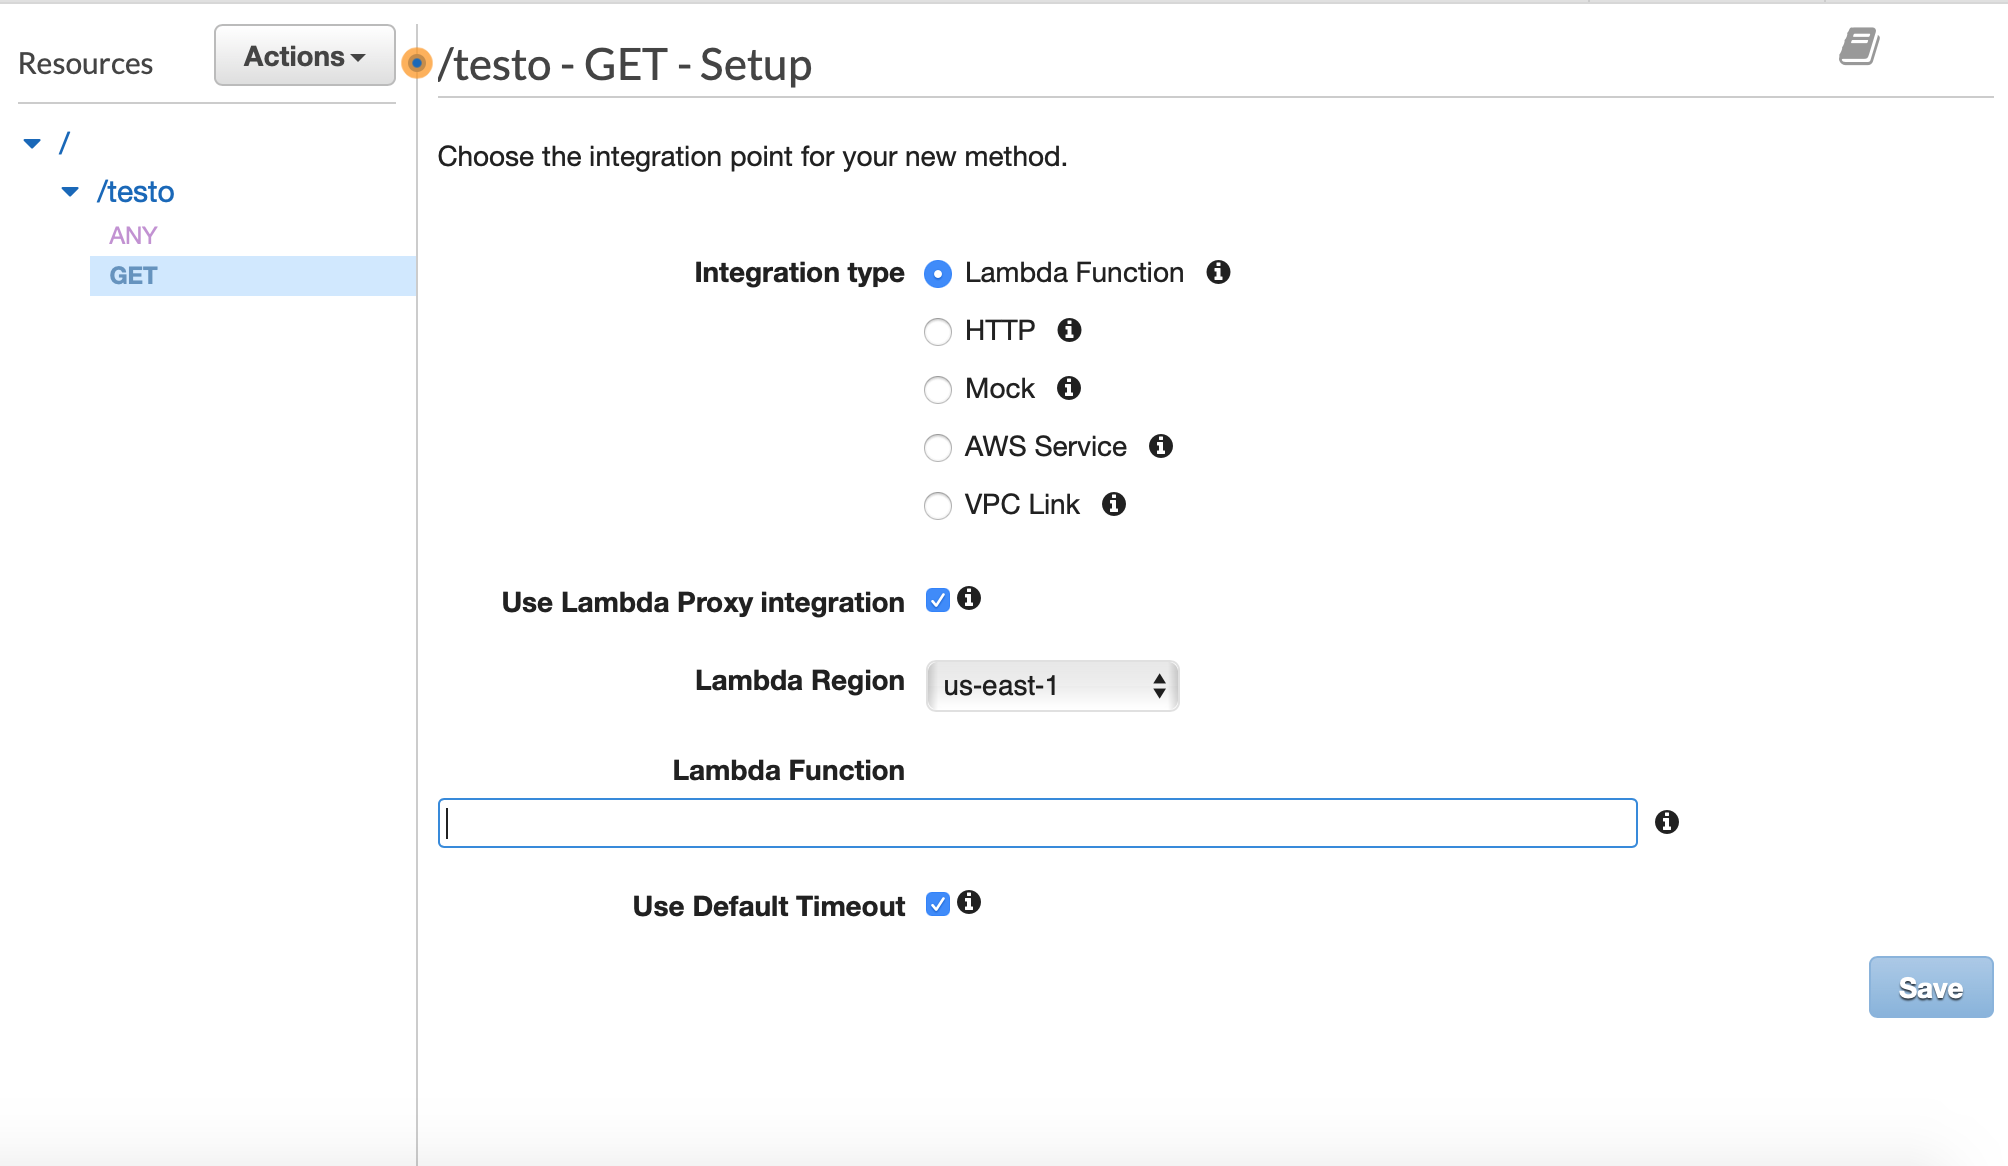 Resources
Actions
/testo - GET - Setup
/
/testo
ANY
GET
Choose the integration point for your new method.
Integration type
Lambda Function
HTTP
Mock
AWS Service
VPC Link
Use Lambda Proxy integration
Lambda Region
us-east-1
Lambda Function
Use Default Timeout
Save